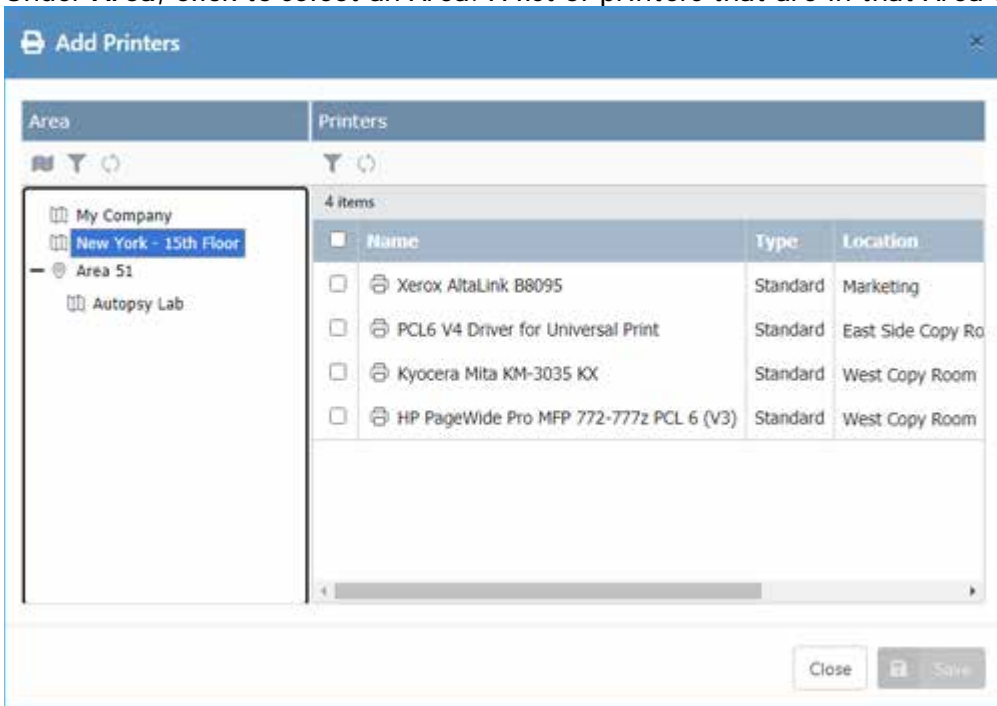 Under Area, click to select an Area. A list of printers that are in that Area
Add Printers
Area
Printers
4 items
My Company
New York - 15th Floor
Area 51
Autopsy Lab
Name Type Location
Xerox AltaLink B8095 Standard Marketing
PCL6 V4 Driver for Universal Print Standard East Side Copy Ro
Kyocera Mita KM-3035 KX Standard West Copy Room
HP PageWide Pro MFP 772-777z PCL 6 (V3) Standard West Copy Room
Close Save